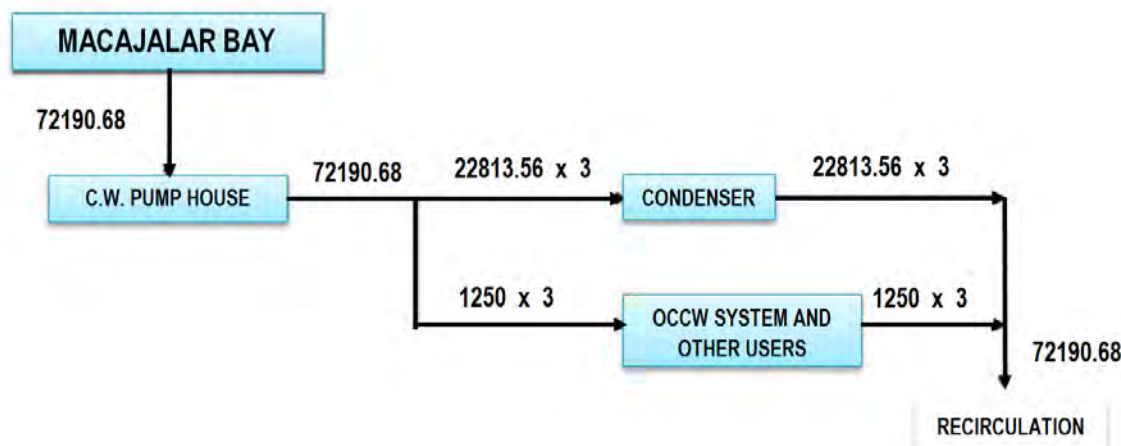 MACAJALAR BAY
72190.68
C.W. PUMP HOUSE
72190.68
22813.56 x 3
CONDENSER
22813.56 x 3
1250 x 3
OCCW SYSTEM AND
OTHER USERS
1250 x 3
72190.68
RECIRCULATION